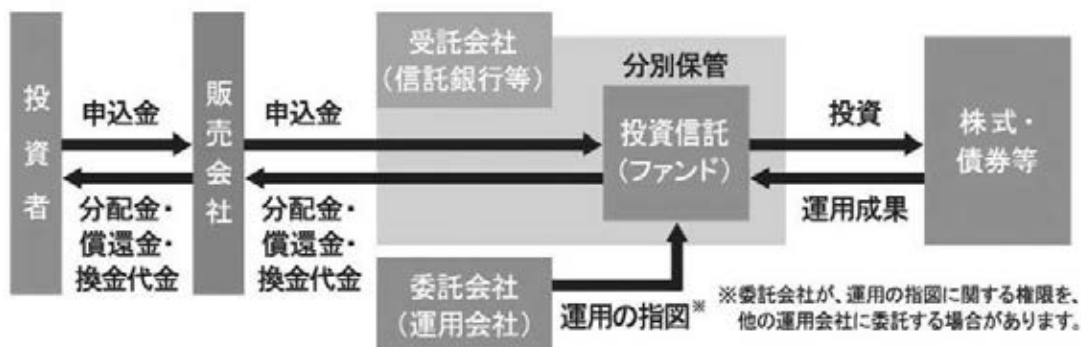 投資者
申込金
分配金・
償還金・
換金代金
販売会社
申込金
分配金・
償還金・
換金代金
受託会社
（信託銀行等）
分別保管
投資信託
（ファンド）
委託会社
（運用会社）
運用の指図※
投資
運用成果
株式・
債券等
※委託会社が、運用の指図に関する権限を、
他の運用会社に委託する場合があります。